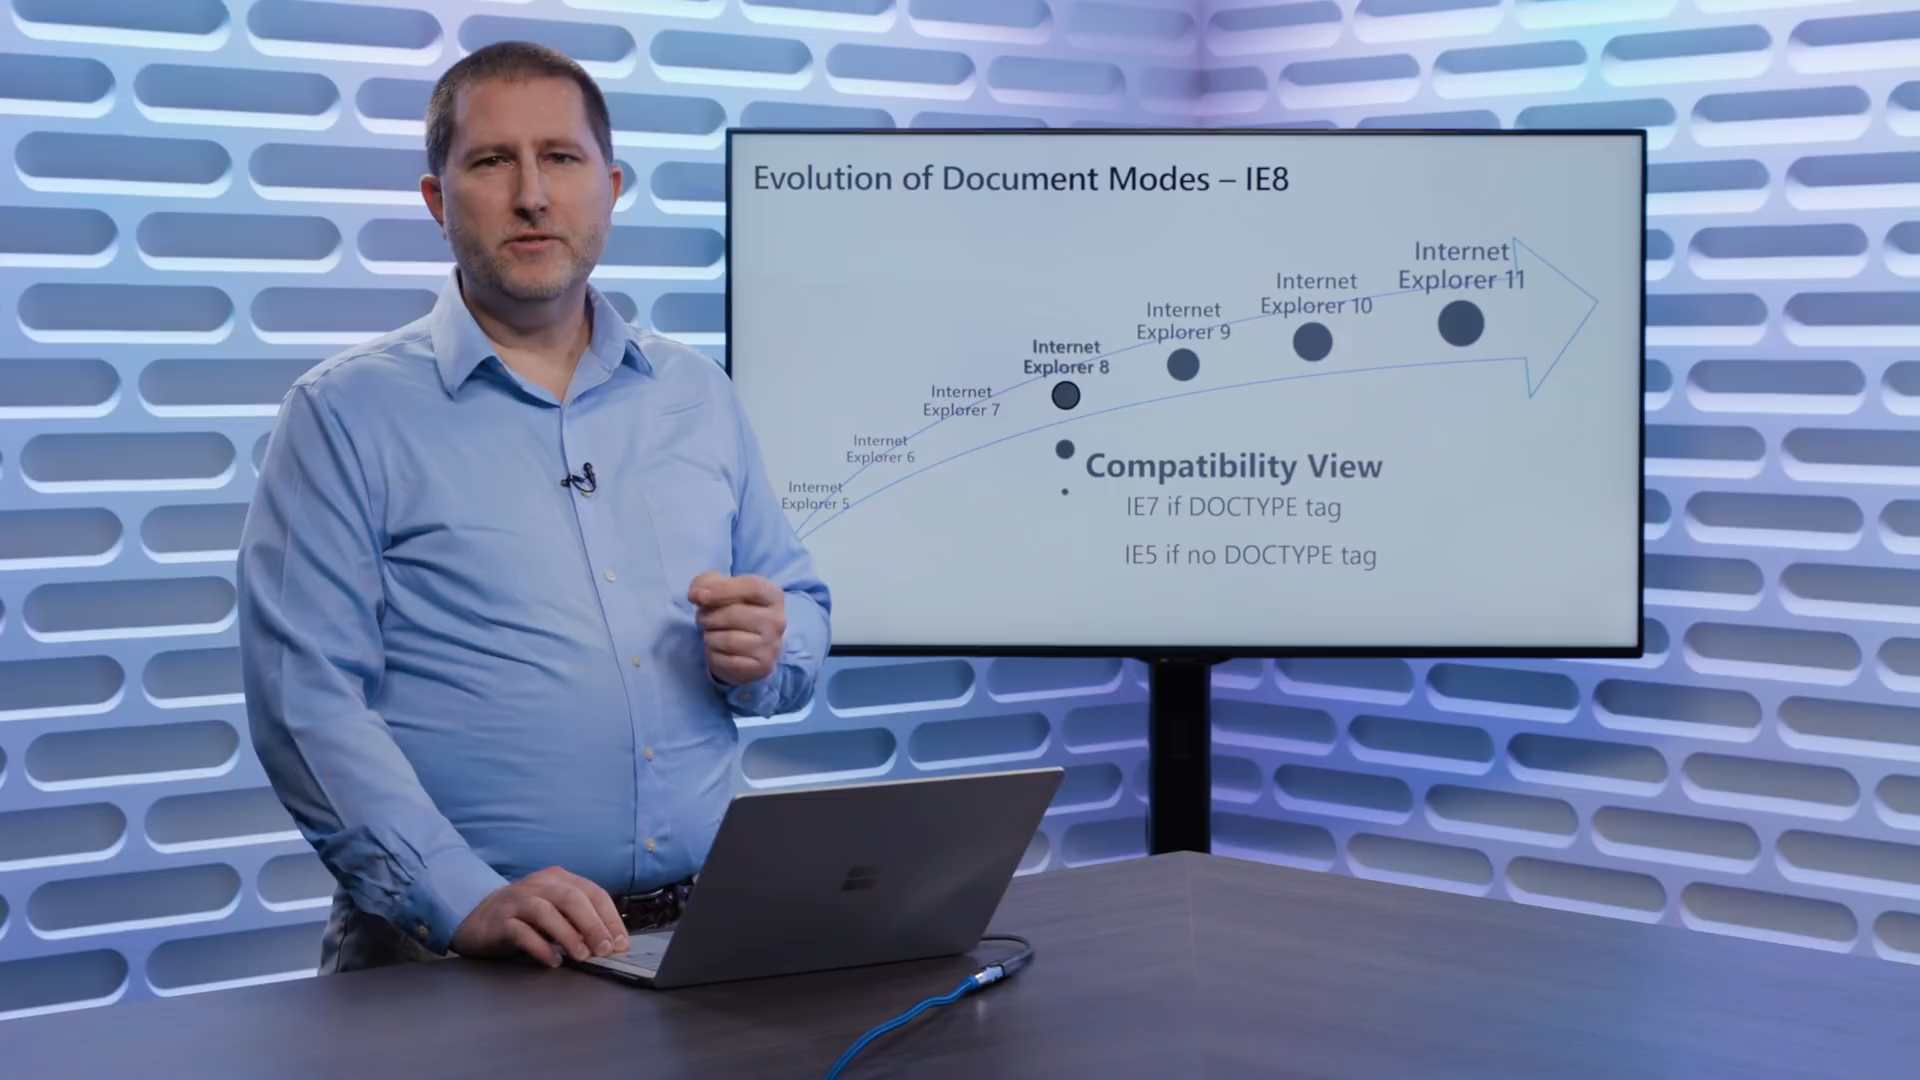 Evolution of Document Modes – IE8
Internet
Explorer 11
Internet
Explorer 10
Internet
Explorer 9
Internet
Explorer 8
Internet
Explorer 7
Internet
Explorer 6
Internet
Explorer 5
Compatibility View
IE7 if DOCTYPE tag
IE5 if no DOCTYPE tag